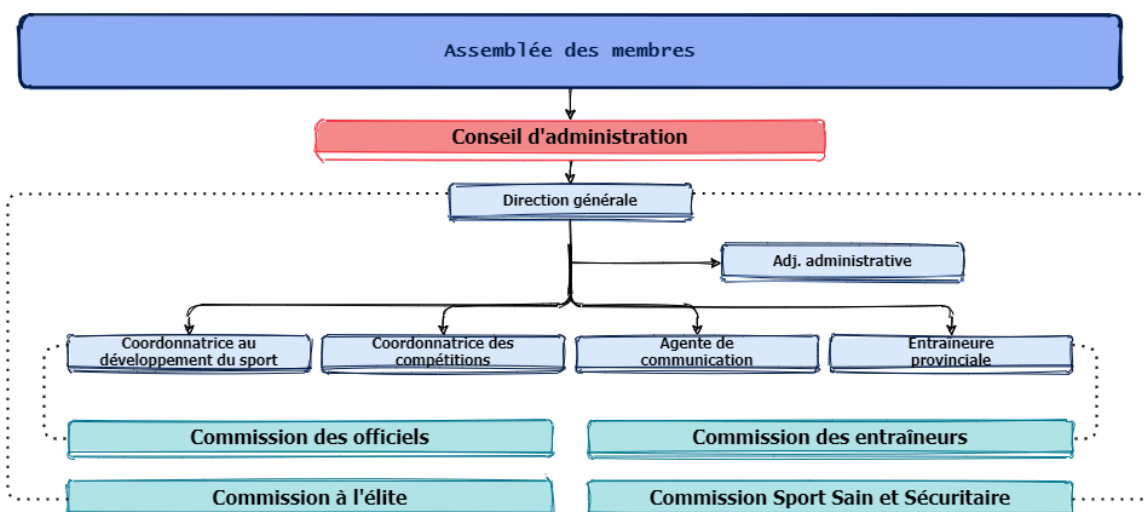 Assemblée des membres
Conseil d'administration
Direction générale
Adj. administrative
Coordonnatrice au
développement du sport
Coordonnatrice des
compétitions
Agente de
communication
Entraîneure
provinciale
Commission des officiels
Commission des entraîneurs
Commission à l'élite
Commission Sport Sain et Sécuritaire